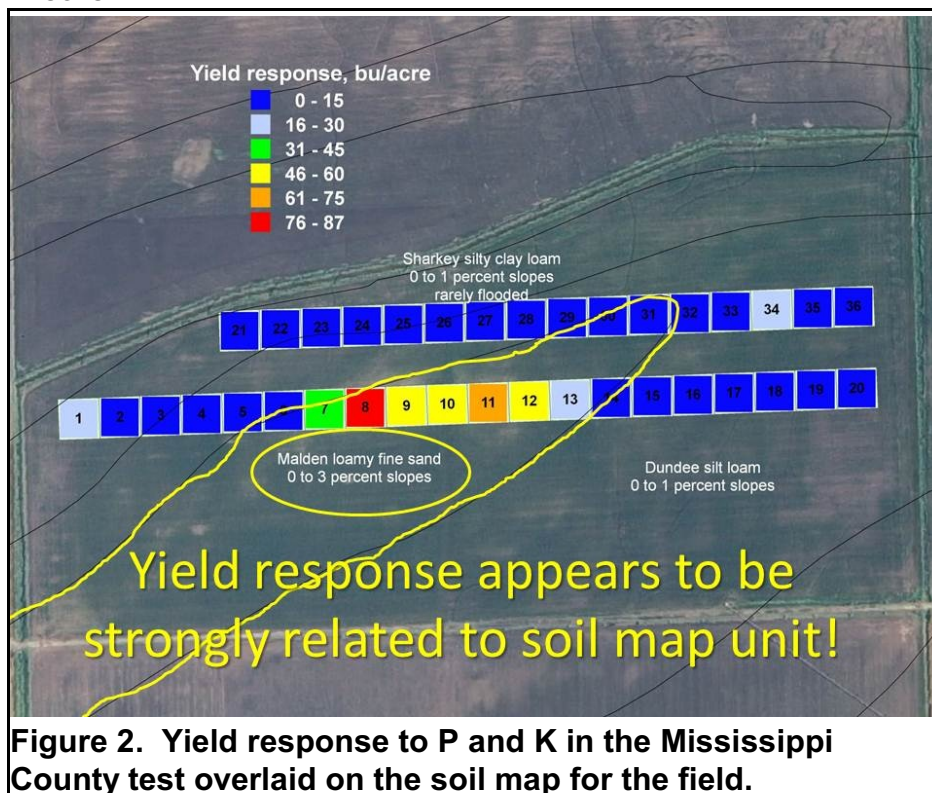 Yield response, bu/acre
0 - 15
16 - 30
31 - 45
46 - 60
61 - 75
76 - 87
Sharkey silty clay loam
0 to 1 percent slopes
rarely flooded
21 22 23 24 25 26 27 28 29 30 31 32 33 34 35 36
1 2 3 4 5 6 7 8 9 10 11 12 13 14 15 16 17 18 19 20
Malden loamy fine sand
0 to 3 percent slopes
Dundee silt loam
0 to 1 percent slopes
Yield response appears to be
strongly related to soil map unit!
Figure 2. Yield response to P and K in the Mississippi
County test overlaid on the soil map for the field.